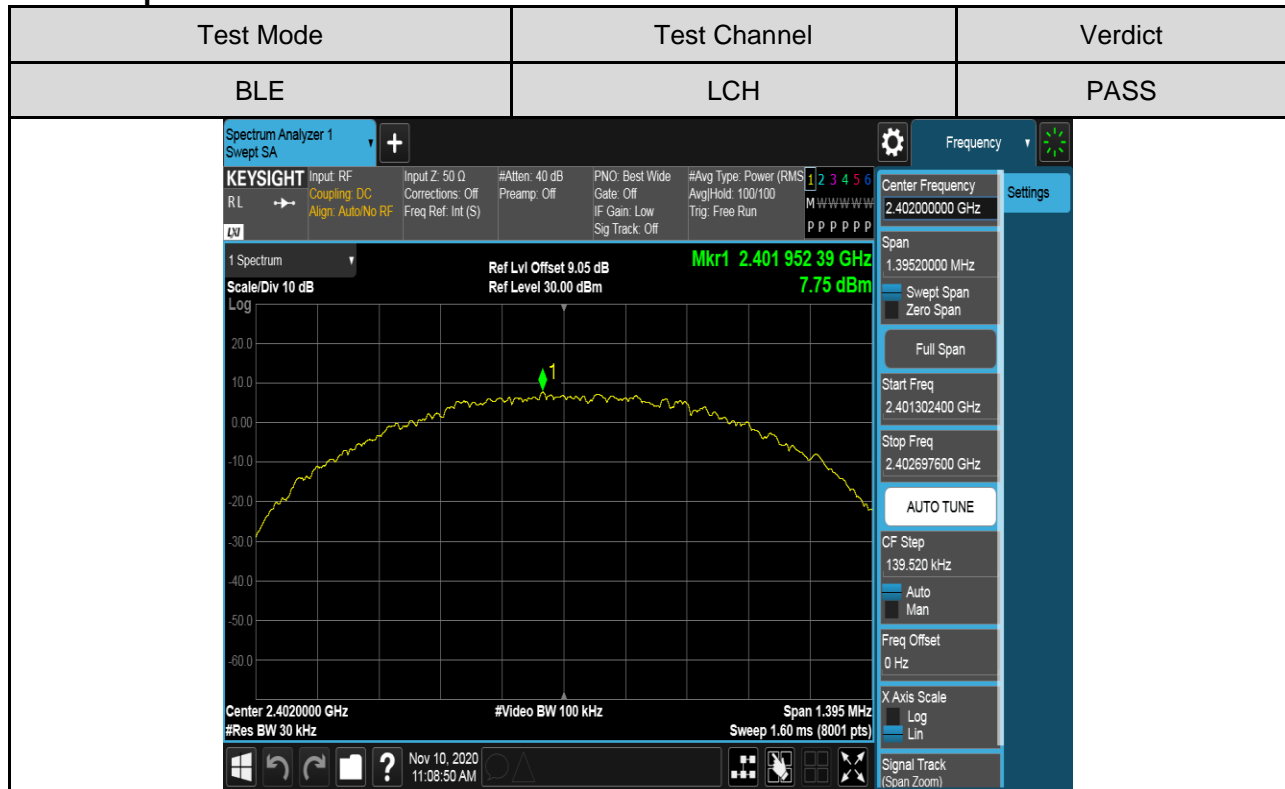 Test Mode Test Channel Verdict
BLE LCH PASS
Spectrum Analyzer 1
Swept SA
+
Frequency
KEYSIGHT
RL
LXI
Input: RF
Coupling: DC
Align: Auto/No RF
Input Z: 50 Ω
Corrections: Off
Freq Ref: Int (S)
#Atten: 40 dB
Preamp: Off
PNO: Best Wide
Gate: Off
IF Gain: Low
Sig Track: Off
#Avg Type: Power (RMS
Avg|Hold: 100/100
Trig: Free Run
1 2 3 4 5 6
M W W W W W
P P P P P P
1 Spectrum
Scale/Div 10 dB
Ref Lvl Offset 9.05 dB
Ref Level 30.00 dBm
Mkr1 2.401 952 39 GHz
7.75 dBm
Log
20.0
10.0
0.00
-10.0
-20.0
-30.0
-40.0
-50.0
-60.0
1
Center 2.4020000 GHz
#Res BW 30 kHz
#Video BW 100 kHz
Span 1.395 MHz
Sweep 1.60 ms (8001 pts)
Center Frequency
2.402000000 GHz
Settings
Span
1.39520000 MHz
Swept Span
Zero Span
Full Span
Start Freq
2.401302400 GHz
Stop Freq
2.402697600 GHz
AUTO TUNE
CF Step
139.520 kHz
Auto
Man
Freq Offset
0 Hz
X Axis Scale
Log
Lin
Signal Track
(Span Zoom)
?
Nov 10, 2020
11:08:50 AM